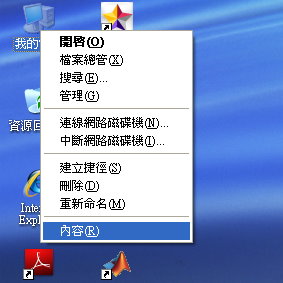 我的
開啓(O)
檔案總管(X)
搜尋(E)...
管理(G)
連線網路磁碟機(N)...
中斷網路磁碟機(I)...
資源回
建立捷徑(S)
刪除(D)
重新命名(M)
Inte
Expl
內容(R)